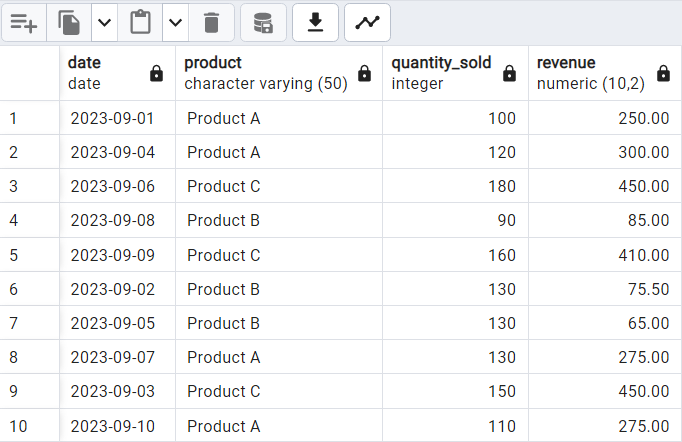 date product quantity_sold revenue
date character varying (50) integer numeric (10,2)
1 2023-09-01 Product A 100 250.00
2 2023-09-04 Product A 120 300.00
3 2023-09-06 Product C 180 450.00
4 2023-09-08 Product B 90 85.00
5 2023-09-09 Product C 160 410.00
6 2023-09-02 Product B 130 75.50
7 2023-09-05 Product B 130 65.00
8 2023-09-07 Product A 130 275.00
9 2023-09-03 Product C 150 450.00
10 2023-09-10 Product A 110 275.00